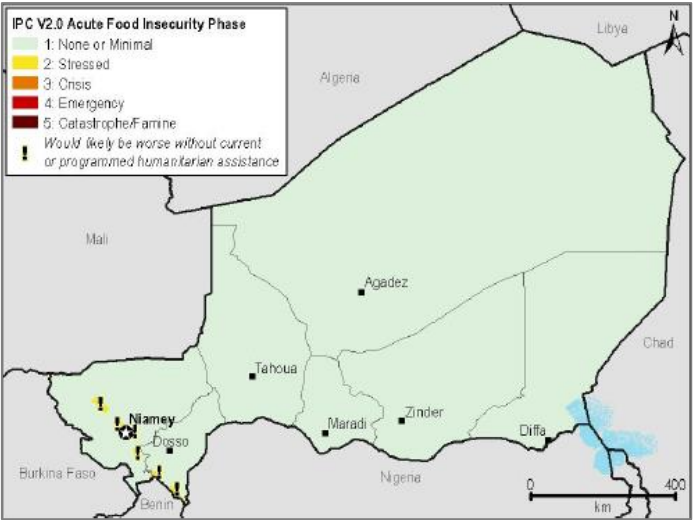 IPC V2.0 Acute Food Insecurity Phase
1: None or Minimal
2: Stressed
3: Crisis
4: Emergency
5: Catastrophe/Famine
! Would likely be worse without current
or programmed humanitarian assistance
N
Libya
Algeria
Mali
Agadez
Chad
Tahoua
Niamey
Zinder
Maradi
Diffa
Dosso
Burkina Faso
Nigeria
Benin
0 400
km